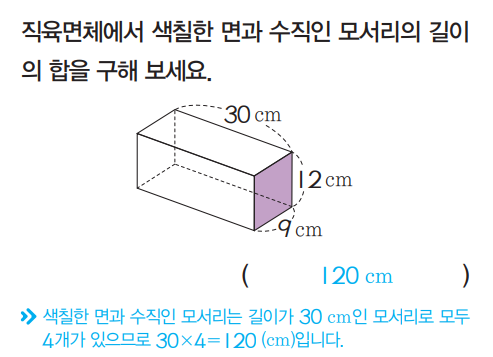 직육면체에서 색칠한 면과 수직인 모서리의 길이
의 합을 구해 보세요.
30 cm
12 cm
9 cm
( 120 cm )
색칠한 면과 수직인 모서리는 길이가 30 cm인 모서리로 모두
4개가 있으므로 30×4=120 (cm)입니다.